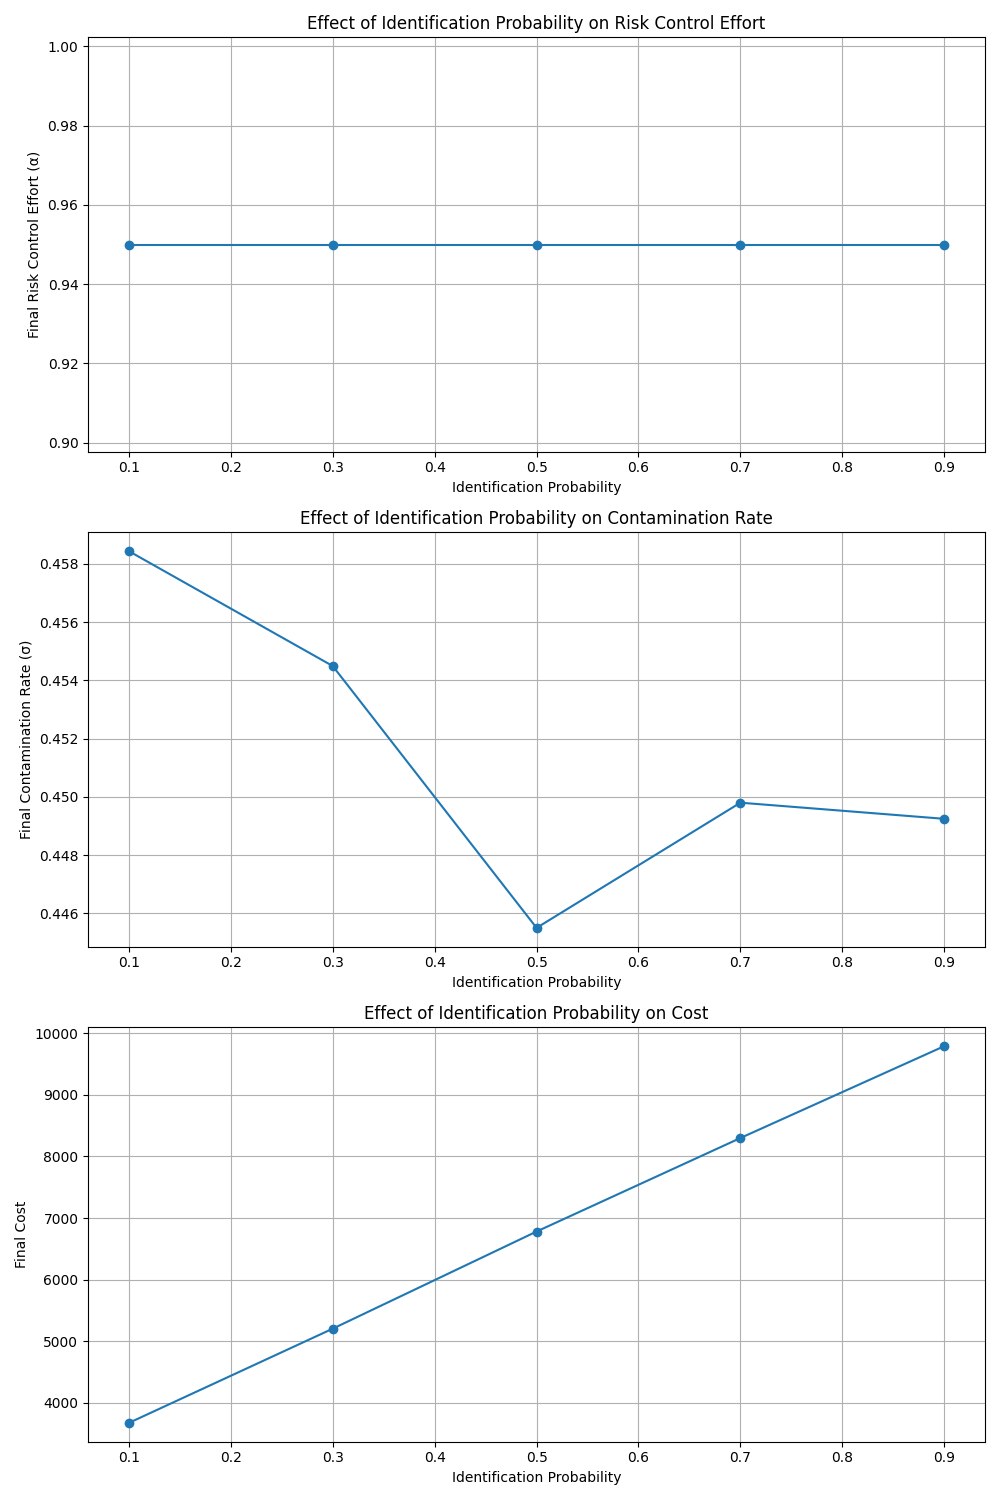 Effect of Identification Probability on Risk Control Effort
Final Risk Control Effort (α)
1.00
0.98
0.96
0.94
0.92
0.90
0.1 0.2 0.3 0.4 0.5 0.6 0.7 0.8 0.9
Identification Probability
Effect of Identification Probability on Contamination Rate
Final Contamination Rate (σ)
0.458
0.456
0.454
0.452
0.450
0.448
0.446
0.1 0.2 0.3 0.4 0.5 0.6 0.7 0.8 0.9
Identification Probability
Effect of Identification Probability on Cost
Final Cost
10000
9000
8000
7000
6000
5000
4000
0.1 0.2 0.3 0.4 0.5 0.6 0.7 0.8 0.9
Identification Probability